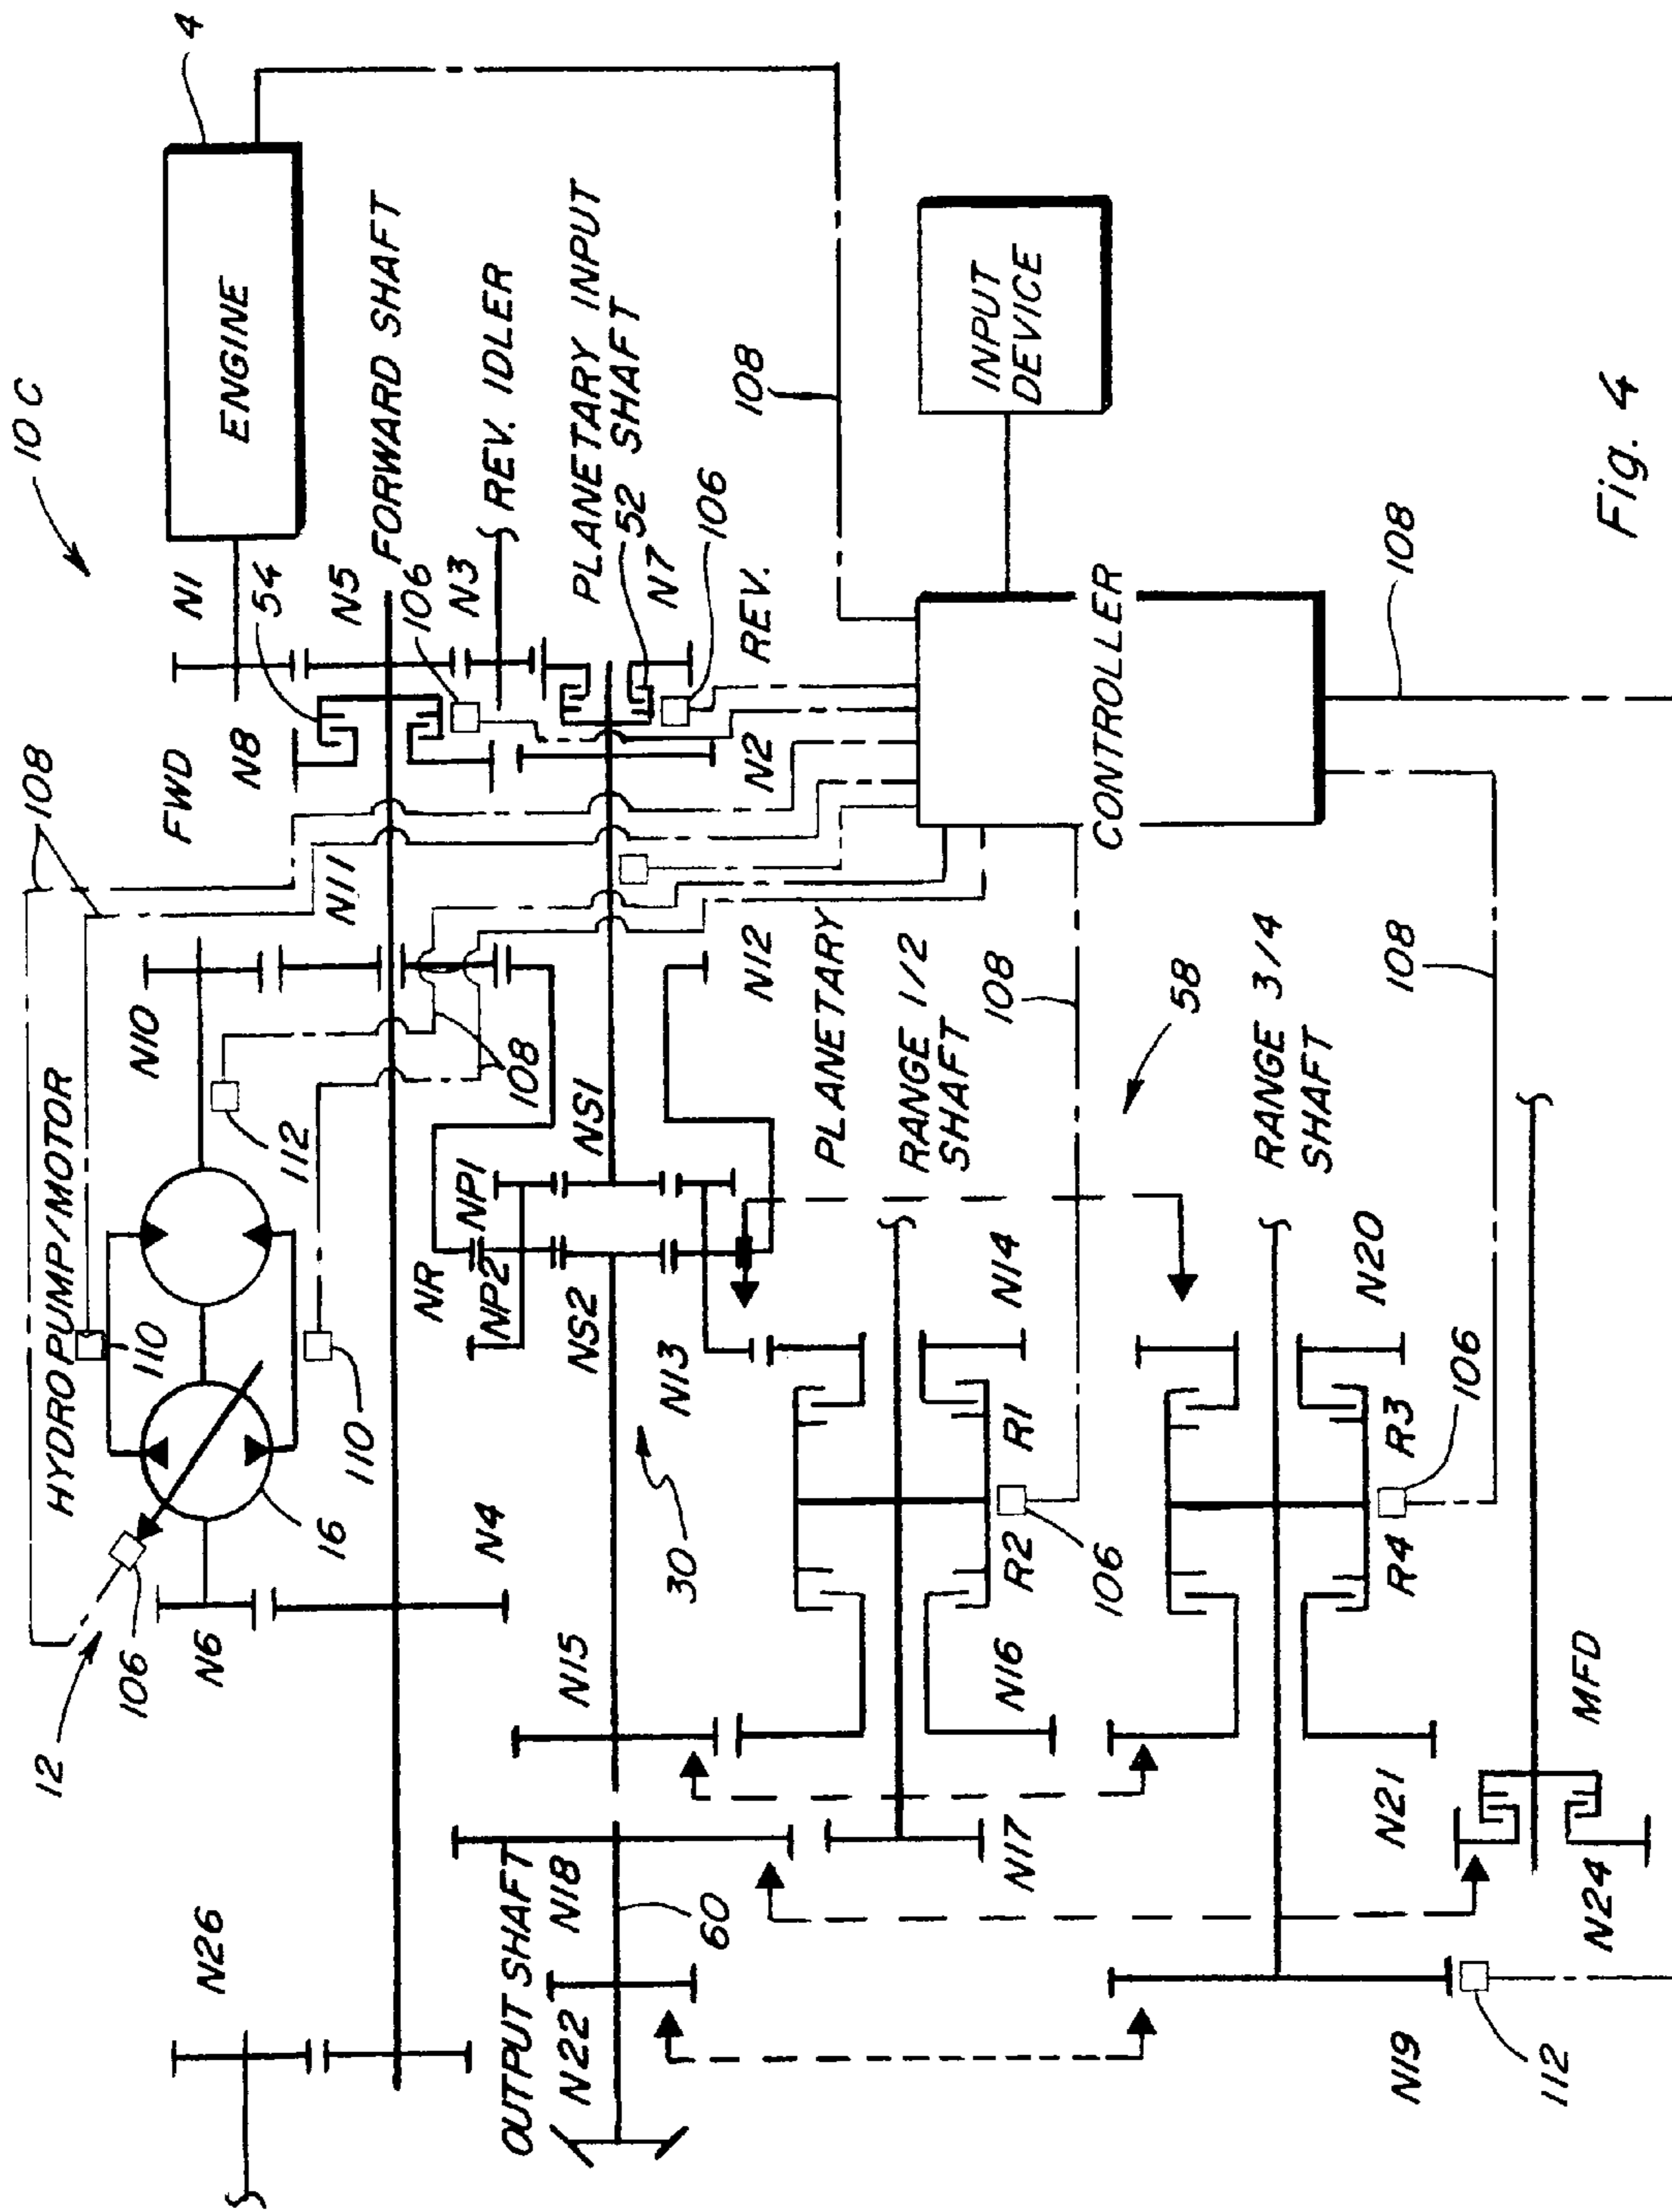 10C
4
ENGINE
N1
54
N5
FORWARD SHAFT
106
N3
REV. IDLER
PLANETARY INPUT
52 SHAFT
N7
106
REV.
108
INPUT
DEVICE
108
FWD
N8
N2
CONTROLLER
108
N11
N10
N12
PLANETARY
108
112
108
HYDRO PUMP/MOTOR
110
110
16
106
12
N6
N4
NR
NP1
NP2
NS1
NS2
N13
30
RANGE 1/2
SHAFT
58
N14
R1
R2
106
N15
N16
RANGE 3/4
SHAFT
N20
R3
R4
106
108
N26
OUTPUT SHAFT
N18
N22
60
N17
N21
MFD
N24
N19
112
Fig. 4